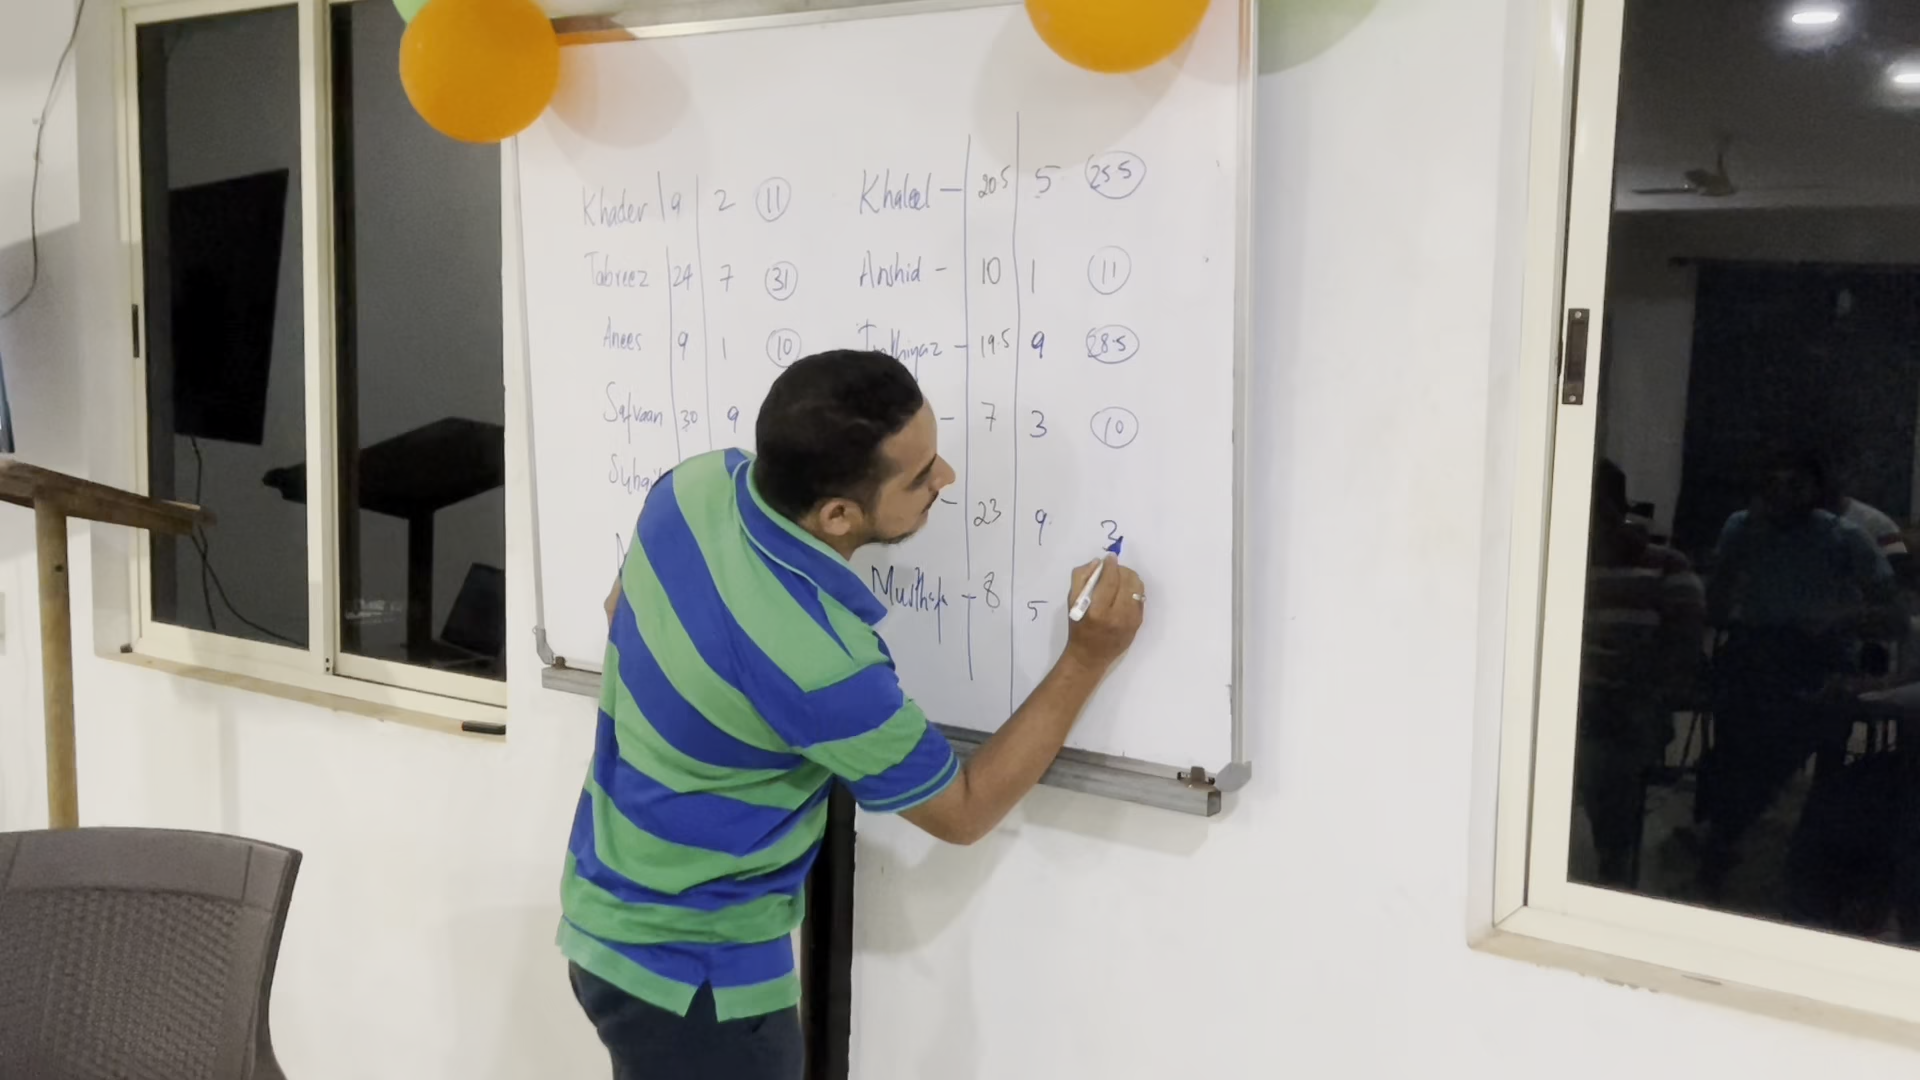 Khader | 9 | 2 11
Tabreez | 24 | 7 31
Anees | 9 | 1 10
Safvaan | 30 | 9
Khaleel - | 20.5 | 5 25.5
Arshid - | 10 | 1 11
Imthiyaz - | 19.5 | 9 28.5
- | 7 | 3 10
- | 23 | 9 3
Musthafa - | 8 | 5